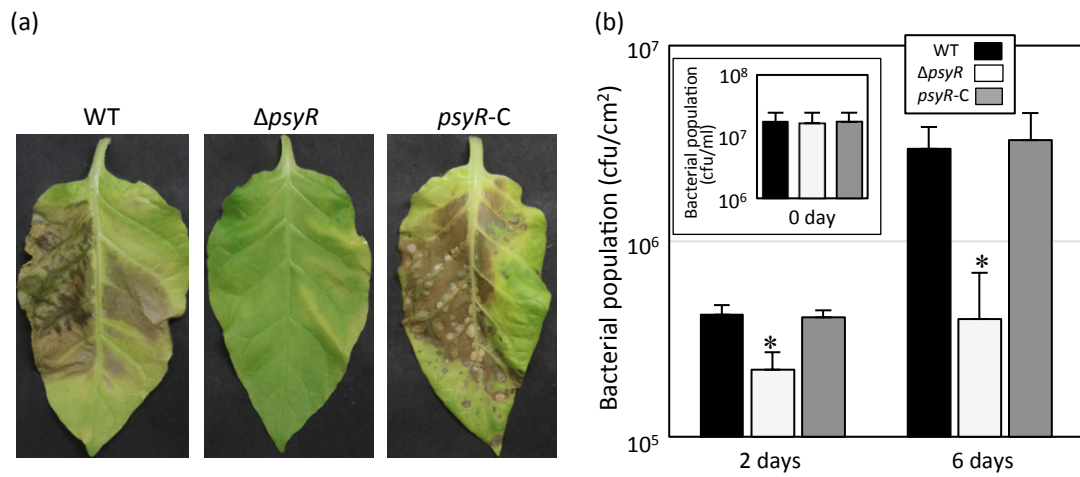 (a)
WT
ΔpsyR
psyR-C
(b)
Bacterial population (cfu/cm²)
10⁷
10⁶
10⁵
WT
ΔpsyR
psyR-C
Bacterial population
(cfu/ml)
10⁸
10⁷
10⁶
0 day
*
*
2 days
6 days